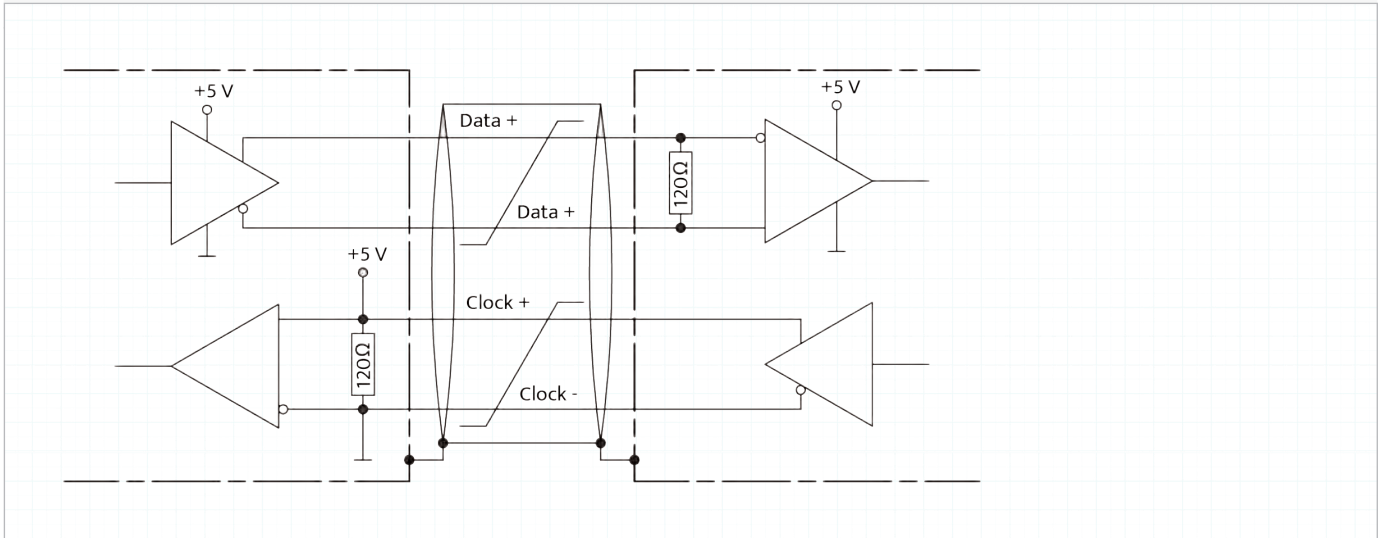 +5 V
+5 V
Data +
120Ω
Data +
+5 V
Clock +
120Ω
Clock -